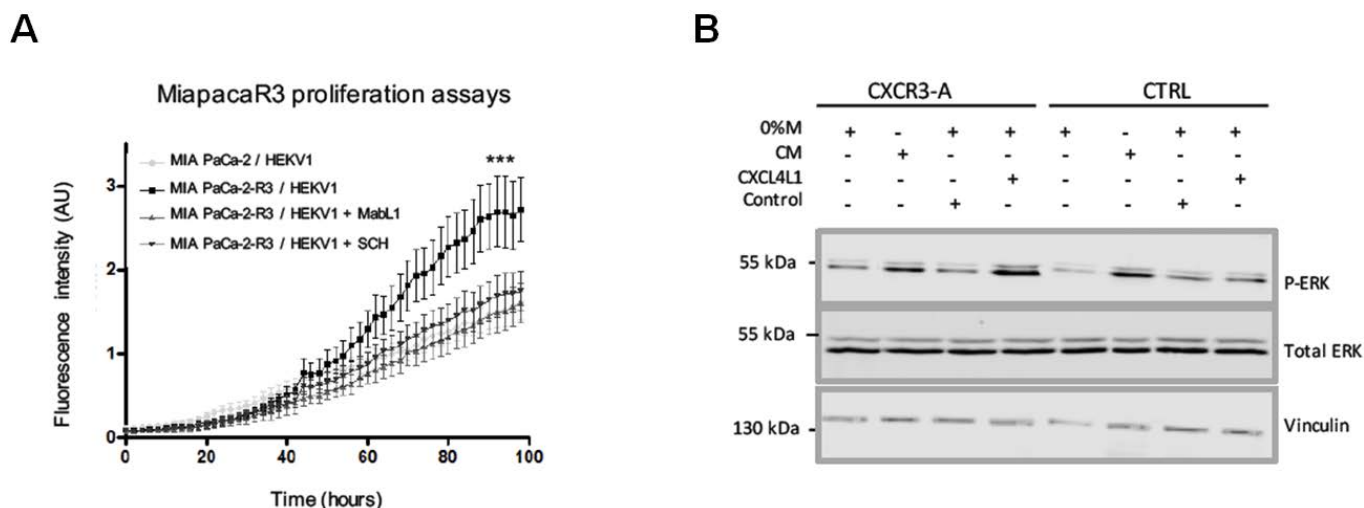 A
MiapacaR3 proliferation assays
Fluorescence intensity (AU)
3
2
1
0
MIA PaCa-2 / HEKV1
MIA PaCa-2-R3 / HEKV1
MIA PaCa-2-R3 / HEKV1 + MabL1
MIA PaCa-2-R3 / HEKV1 + SCH
***
0 20 40 60 80 100
Time (hours)
B
CXCR3-A CTRL
0%M + - + + + - + +
CM - + - - - + - -
CXCL4L1 - - - + - - - +
Control - - + - - - + -
55 kDa P-ERK
55 kDa Total ERK
130 kDa Vinculin